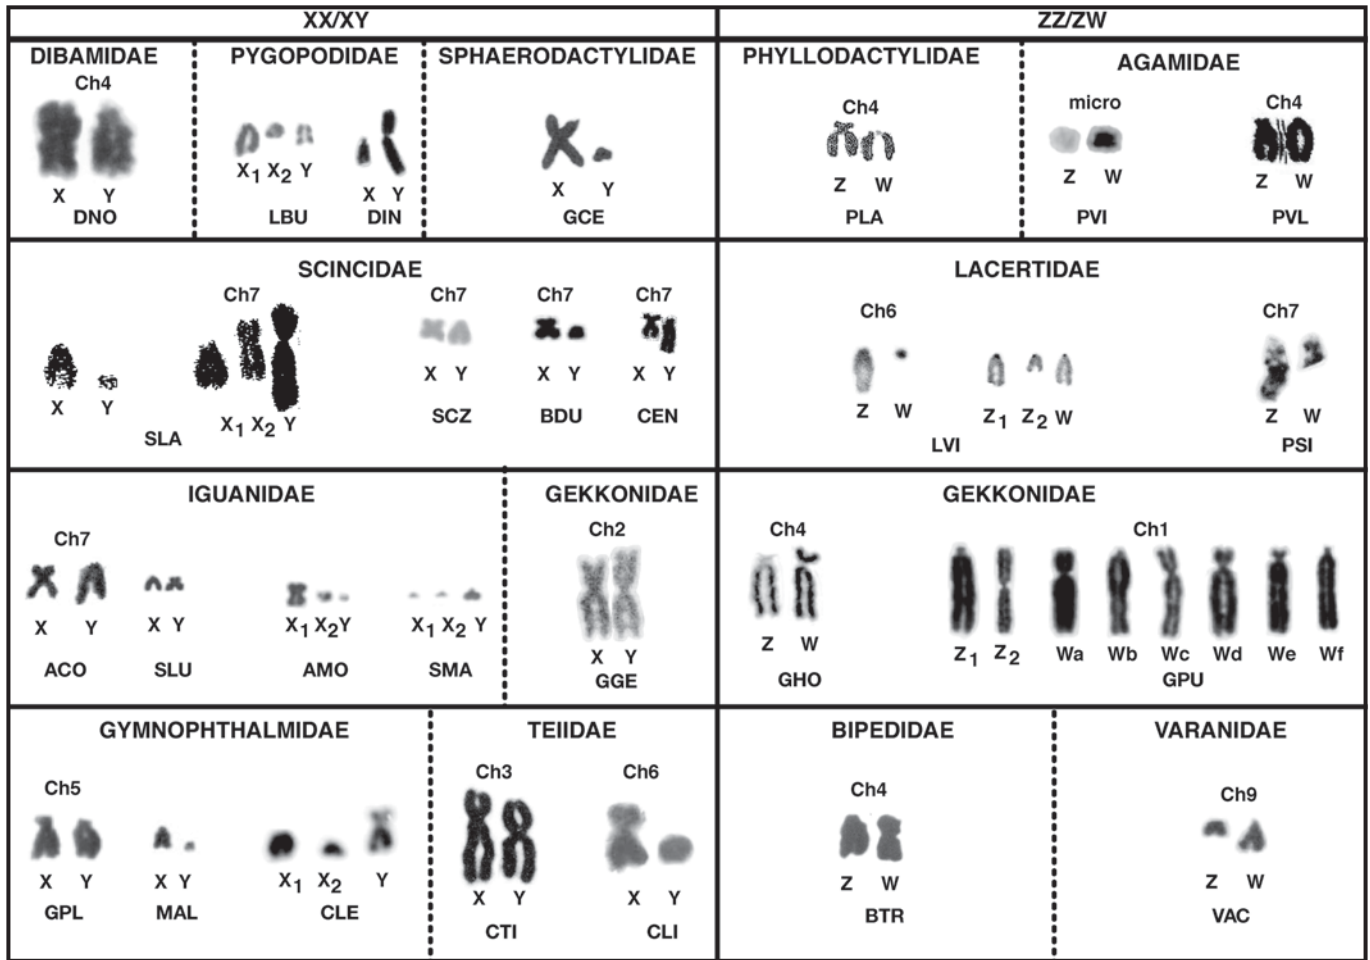 XX/XY
ZZ/ZW
DIBAMIDAE
Ch4
X Y
DNO
PYGOPODIDAE
X1 X2 Y
LBU
X Y
DIN
SPHAERODACTYLIDAE
X Y
GCE
PHYLLODACTYLIDAE
Ch4
Z W
PLA
AGAMIDAE
micro
Z W
PVI
Ch4
Z W
PVL
SCINCIDAE
X Y
Ch7
X1 X2 Y
SLA
Ch7
X Y
SCZ
Ch7
X Y
BDU
Ch7
X Y
CEN
LACERTIDAE
Ch6
Z W
Z1 Z2 W
LVI
Ch7
Z W
PSI
IGUANIDAE
Ch7
X Y
ACO
X Y
SLU
X1 X2Y
AMO
X1 X2 Y
SMA
GEKKONIDAE
Ch2
X Y
GGE
GEKKONIDAE
Ch4
Z W
GHO
Ch1
Z1 Z2 Wa Wb Wc Wd We Wf
GPU
GYMNOPHTHALMIDAE
Ch5
X Y
GPL
X Y
MAL
X1 X2 Y
CLE
TEIIDAE
Ch3
X Y
CTI
Ch6
X Y
CLI
BIPEDIDAE
Ch4
Z W
BTR
VARANIDAE
Ch9
Z W
VAC